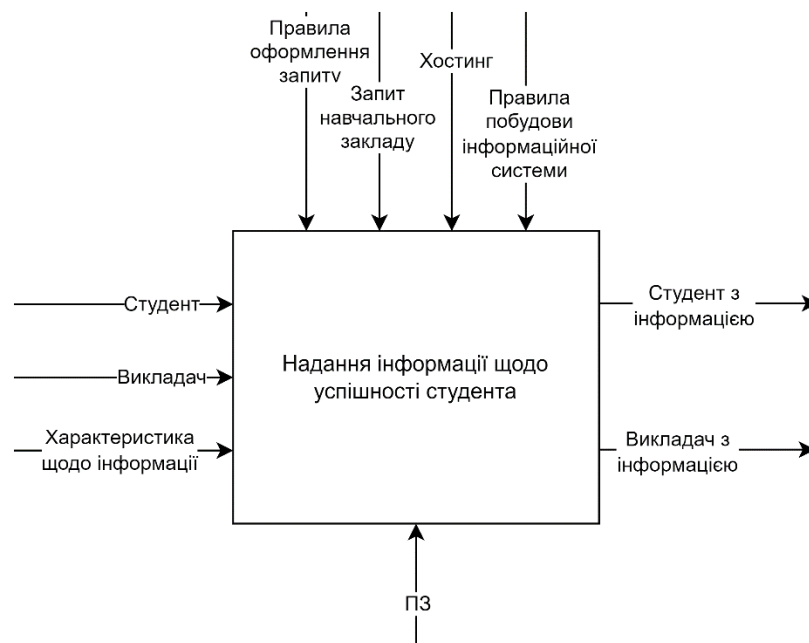 Правила
оформлення
запиту
Запит
навчального
закладу
Хостинг
Правила
побудови
інформаційної
системи
Студент
Викладач
Характеристика
щодо інформації
Надання інформації щодо
успішності студента
Студент з
інформацією
Викладач з
інформацією
ПЗ